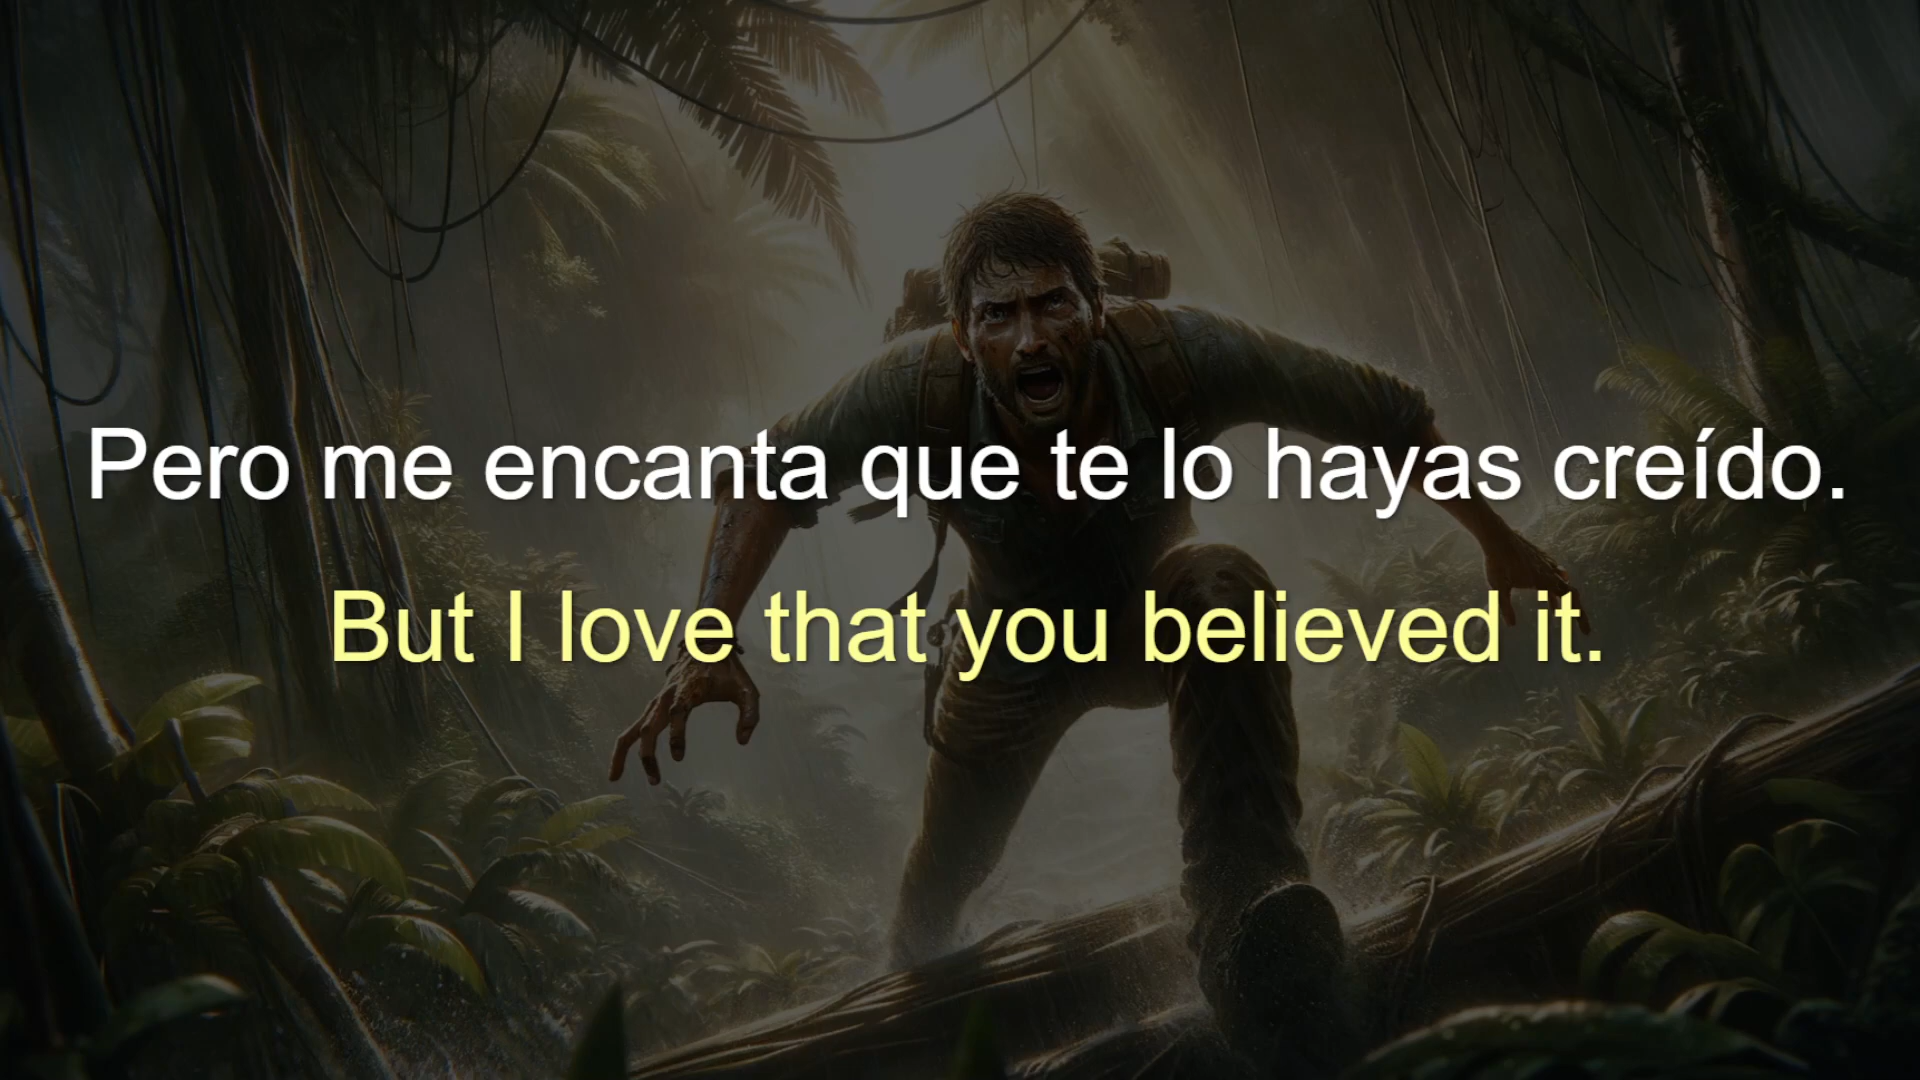 Pero me encanta que te lo hayas creído.
But I love that you believed it.